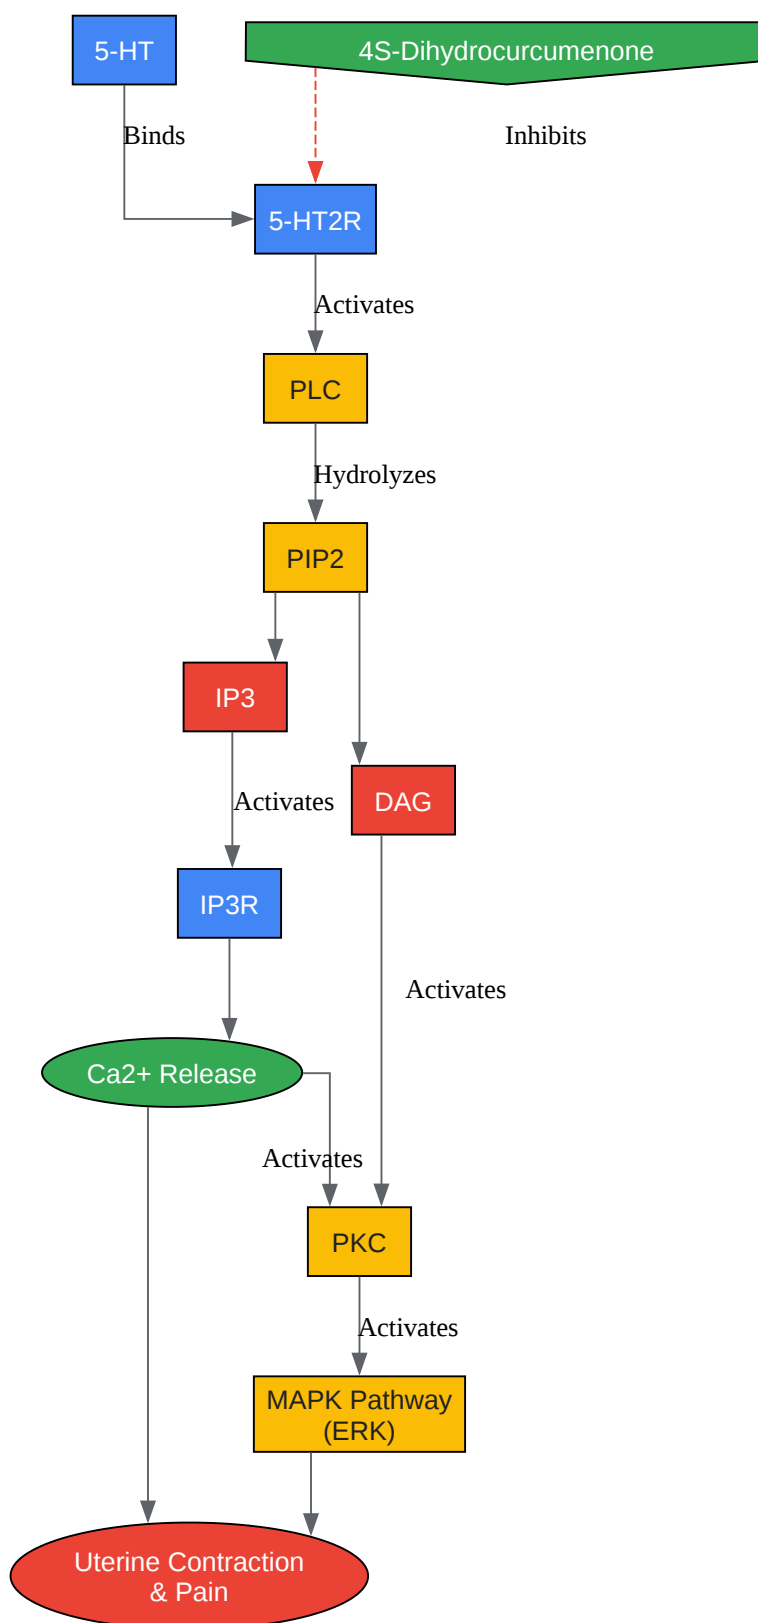 5-HT
4S-Dihydrocurcumenone
Binds
Inhibits
5-HT2R
Activates
PLC
Hydrolyzes
PIP2
IP3
Activates
DAG
IP3R
Activates
Ca2+ Release
Activates
PKC
Activates
MAPK Pathway
(ERK)
Uterine Contraction
& Pain